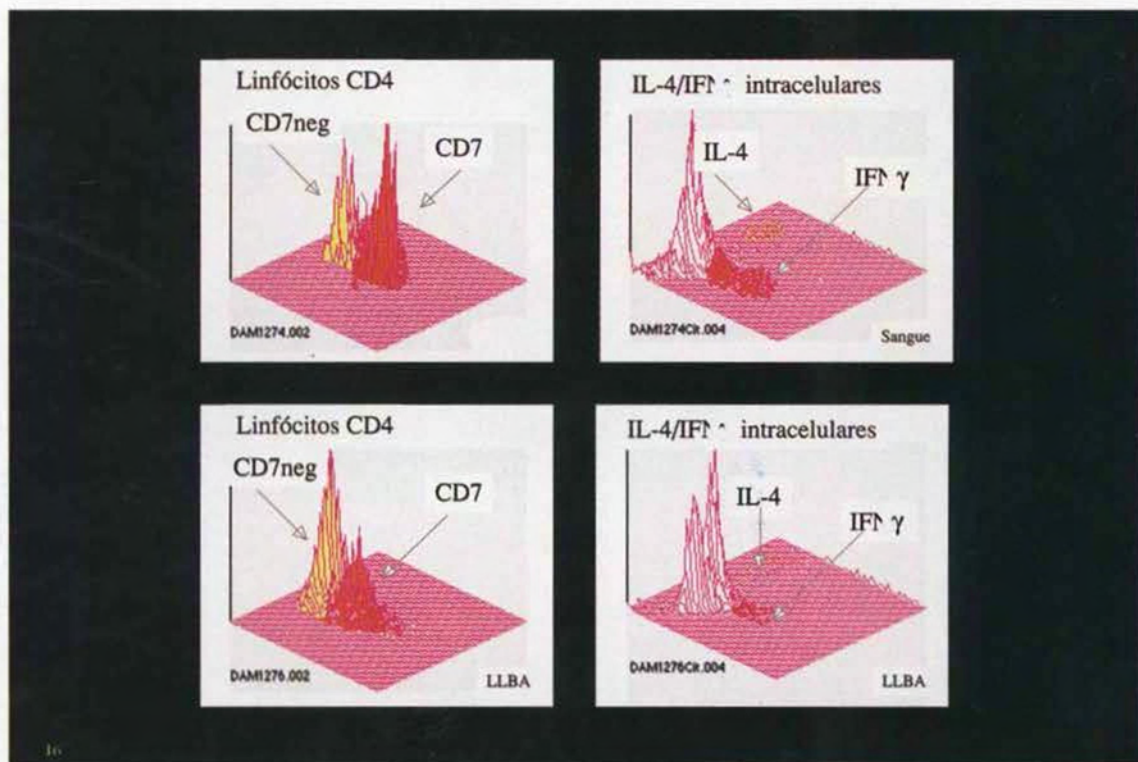 Linfócitos CD4
CD7neg
CD7
DAM1274.002
IL-4/IFN intracelulares
IL-4
IFN γ
DAM1274Cit.004
Sangue
Linfócitos CD4
CD7neg
CD7
DAM1276.002
LLBA
IL-4/IFN intracelulares
IL-4
IFN γ
DAM1276Cit.004
LLBA
16